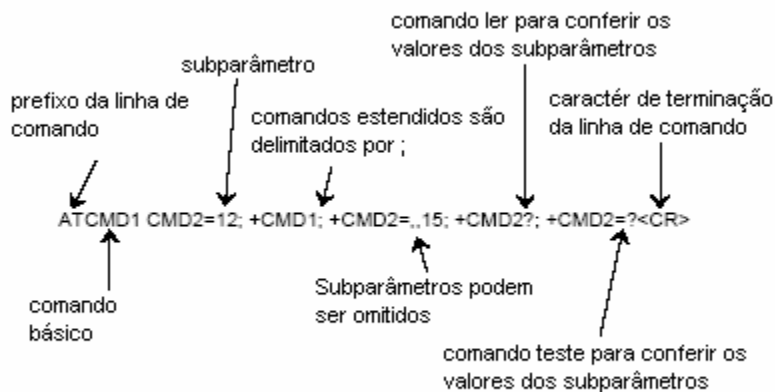 comando ler para conferir os
valores dos subparâmetros
subparâmetro
prefixo da linha de
comando
comandos estendidos são
delimitados por ;
caractér de terminação
da linha de comando
ATCMD1 CMD2=12; +CMD1; +CMD2=,,15; +CMD2?; +CMD2=?<CR>
comando
básico
Subparâmetros podem
ser omitidos
comando teste para conferir os
valores dos subparâmetros